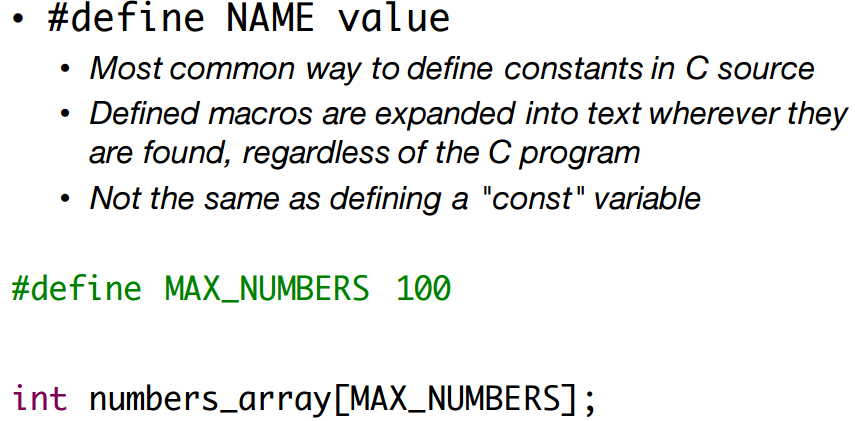 • #define NAME value
• Most common way to define constants in C source
• Defined macros are expanded into text wherever they
are found, regardless of the C program
• Not the same as defining a "const" variable
#define MAX_NUMBERS 100
int numbers_array[MAX_NUMBERS];